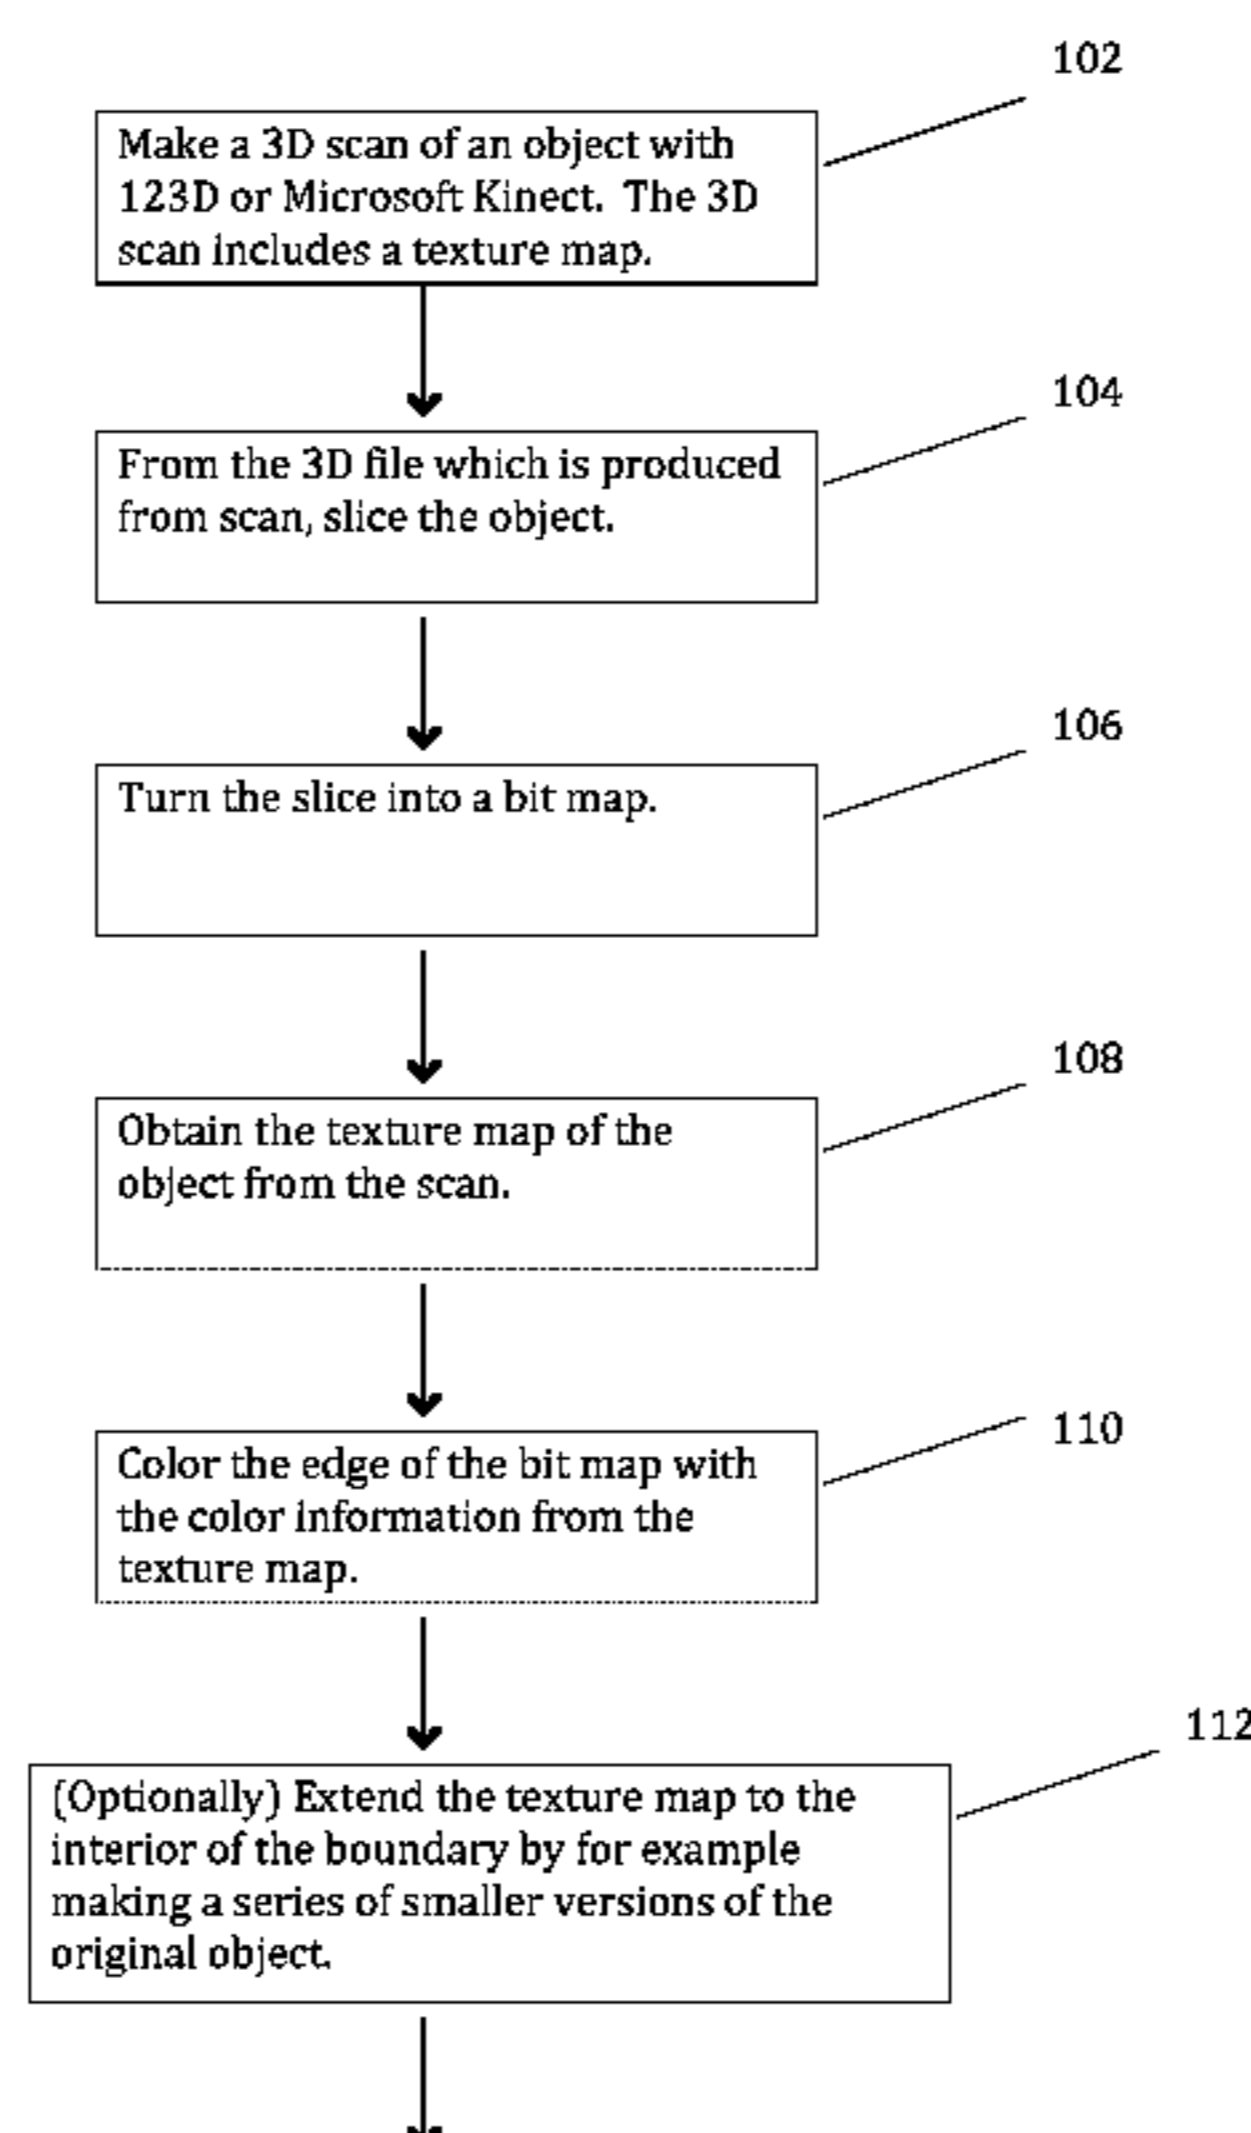 102
Make a 3D scan of an object with
123D or Microsoft Kinect.  The 3D
scan includes a texture map.
104
From the 3D file which is produced
from scan, slice the object.
106
Turn the slice into a bit map.
108
Obtain the texture map of the
object from the scan.
110
Color the edge of the bit map with
the color information from the
texture map.
112
(Optionally) Extend the texture map to the
interior of the boundary by for example
making a series of smaller versions of the
original object.